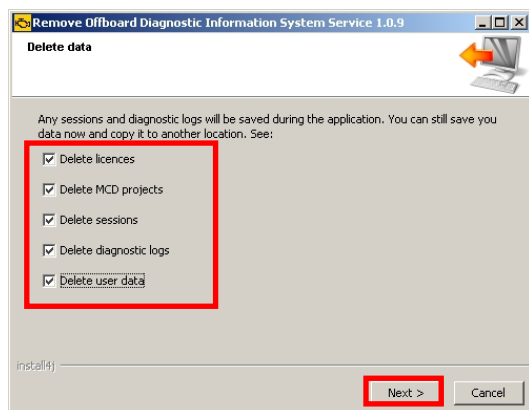 Remove Offboard Diagnostic Information System Service 1.0.9
Delete data
Any sessions and diagnostic logs will be saved during the application. You can still save you
data now and copy it to another location. See:
Delete licences
Delete MCD projects
Delete sessions
Delete diagnostic logs
Delete user data
install4j
Next >
Cancel